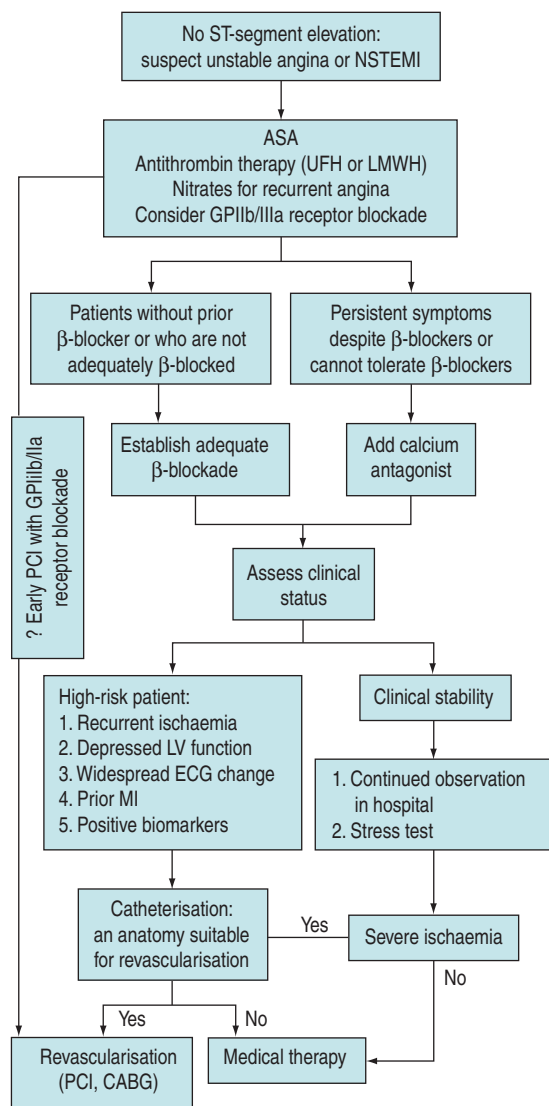 No ST-segment elevation:
suspect unstable angina or NSTEMI
ASA
Antithrombin therapy (UFH or LMWH)
Nitrates for recurrent angina
Consider GPIIb/IIIa receptor blockade
Patients without prior
β-blocker or who are not
adequately β-blocked
Persistent symptoms
despite β-blockers or
cannot tolerate β-blockers
? Early PCI with GPIiIb/IIa
receptor blockade
Establish adequate
β-blockade
Add calcium
antagonist
Assess clinical
status
High-risk patient:
1. Recurrent ischaemia
2. Depressed LV function
3. Widespread ECG change
4. Prior MI
5. Positive biomarkers
Clinical stability
1. Continued observation
in hospital
2. Stress test
Catheterisation:
an anatomy suitable
for revascularisation
Yes
Severe ischaemia
No
Yes
No
Revascularisation
(PCI, CABG)
Medical therapy